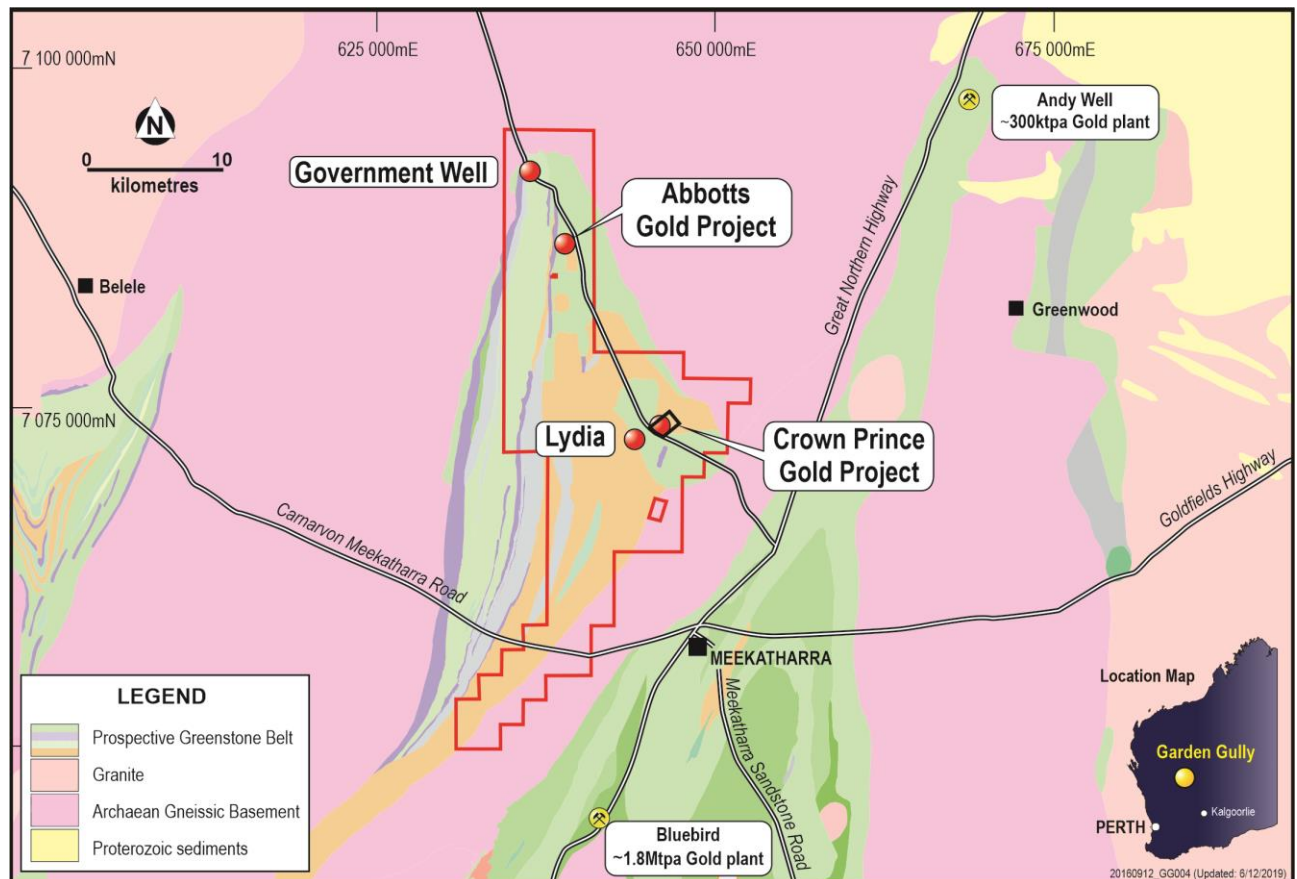 625 000mE
650 000mE
675 000mE
7 100 000mN
N
0
10
kilometres
Andy Well
~300ktpa Gold plant
Government Well
Abbotts
Gold Project
Great Northern Highway
Belele
Greenwood
7 075 000mN
Lydia
Crown Prince
Gold Project
Goldfields Highway
Carnarvon Meekatharra Road
MEEKATHARRA
Meekatharra Sandstone Road
LEGEND
Prospective Greenstone Belt
Granite
Archaean Gneissic Basement
Proterozoic sediments
Bluebird
~1.8Mtpa Gold plant
Location Map
Garden Gully
Kalgoorlie
PERTH
20160912_GG004 (Updated: 6/12/2019)